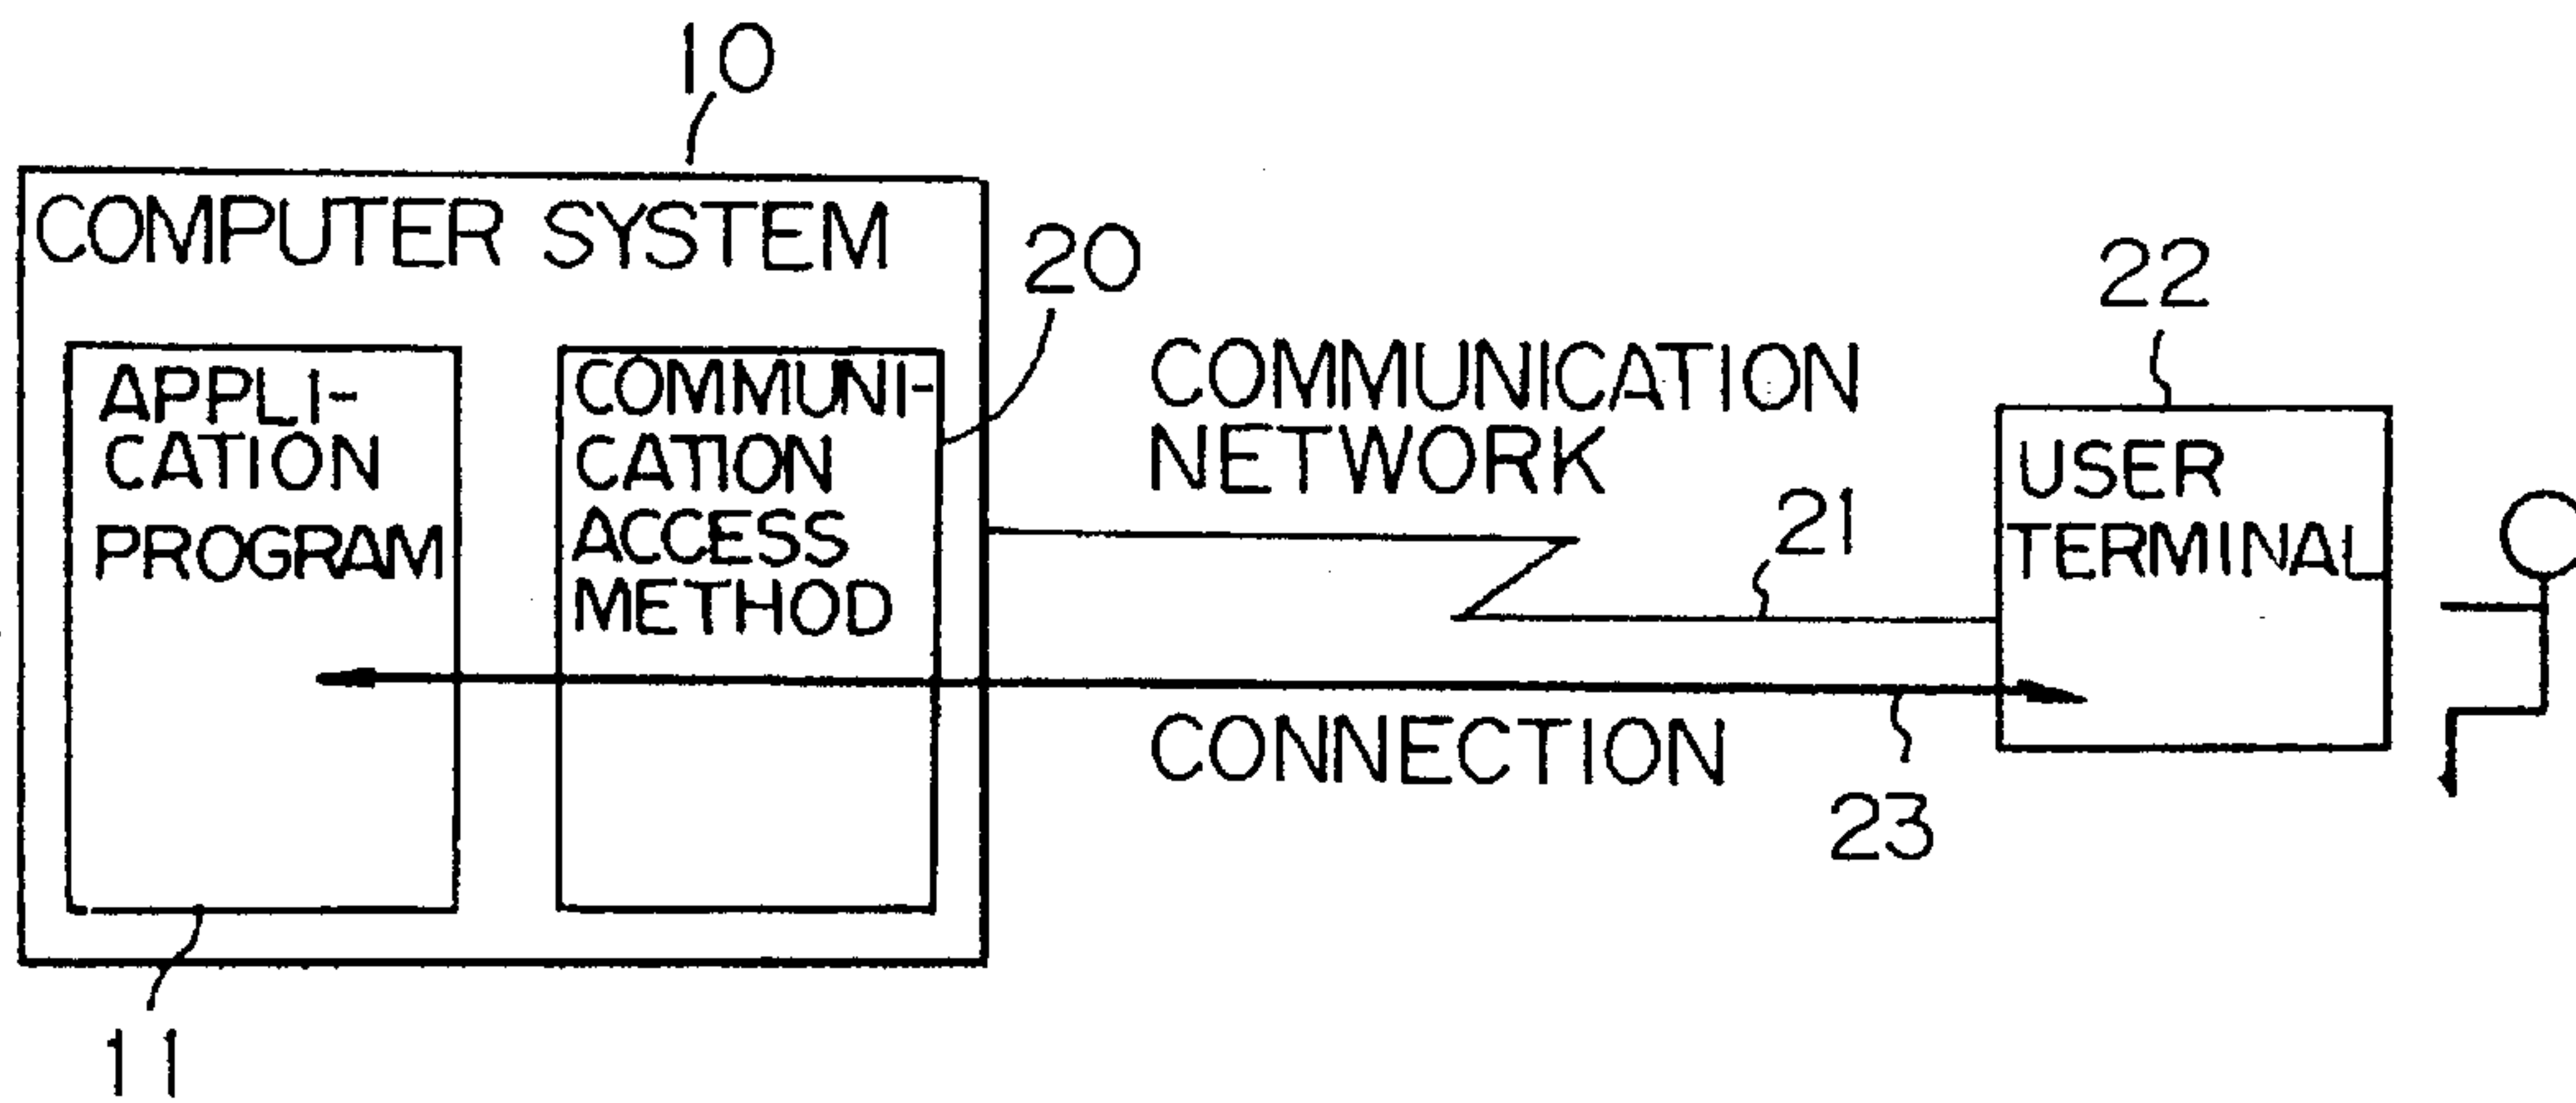 10
COMPUTER SYSTEM
20
APPLI-
CATION
PROGRAM
COMMUNI-
CATION
ACCESS
METHOD
COMMUNICATION
NETWORK
21
22
USER
TERMINAL
CONNECTION
23
11